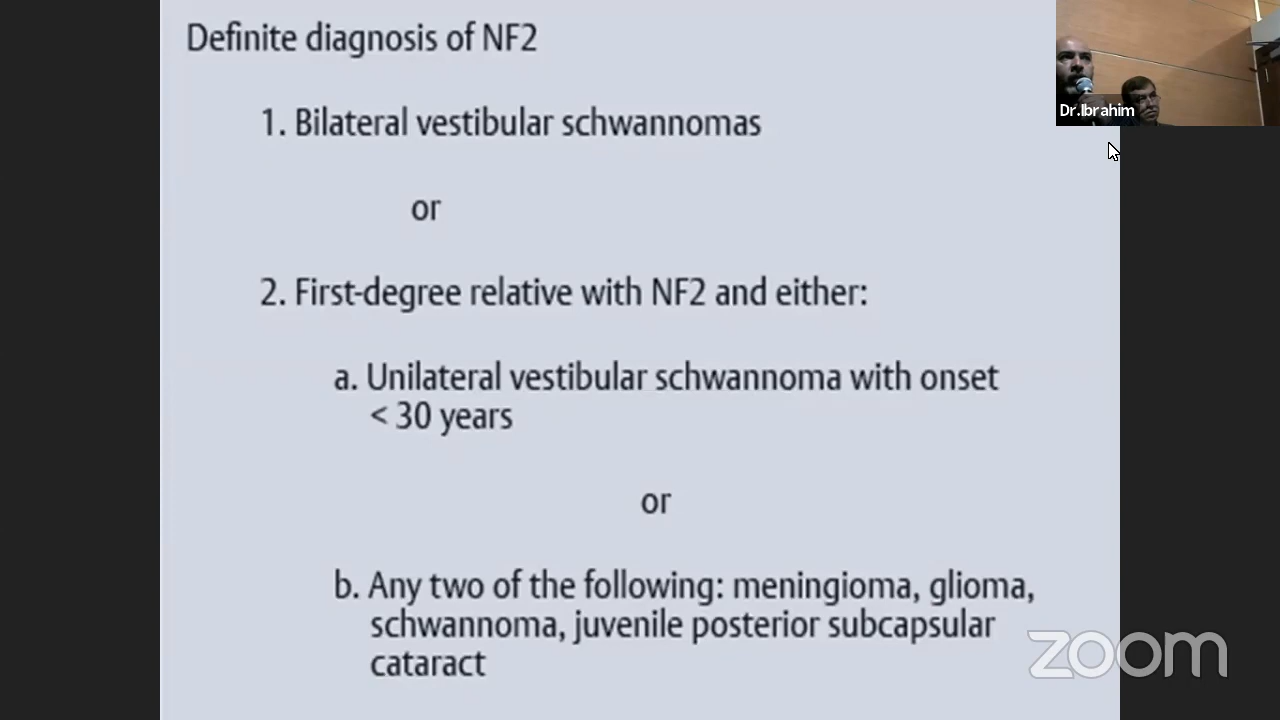 Definite diagnosis of NF2
Dr.Ibrahim
1. Bilateral vestibular schwannomas
or
2. First-degree relative with NF2 and either:
a. Unilateral vestibular schwannoma with onset
< 30 years
or
b. Any two of the following: meningioma, glioma,
schwannoma, juvenile posterior subcapsular
cataract
zoom